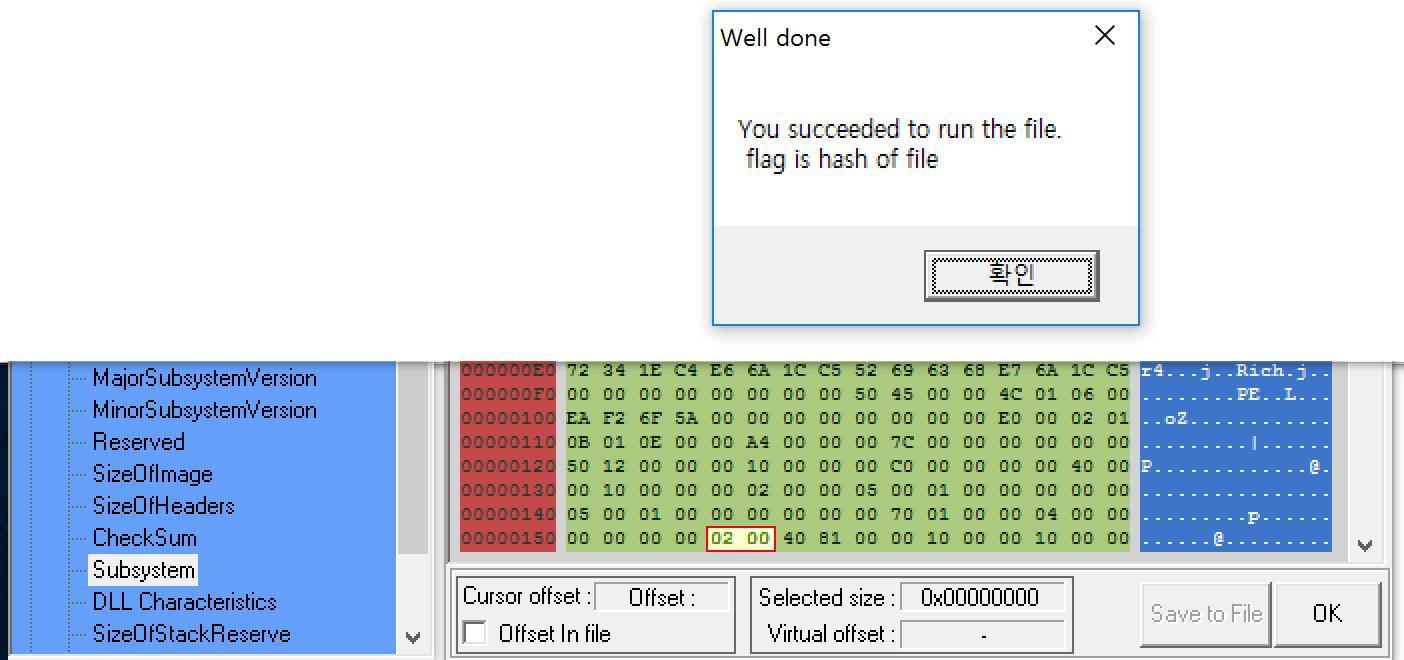 Well done
You succeeded to run the file.
flag is hash of file
확인
MajorSubsystemVersion
MinorSubsystemVersion
Reserved
SizeOfImage
SizeOfHeaders
CheckSum
Subsystem
DLL Characteristics
SizeOfStackReserve
000000E0 72 34 1E C4 E6 6A 1C C5 52 69 63 68 E7 6A 1C C5 r4...j..Rich.j..
000000F0 00 00 00 00 00 00 00 00 50 45 00 00 4C 01 06 00 ........PE..L...
00000100 EA F2 6F 5A 00 00 00 00 00 00 00 00 E0 00 02 01 ..oZ............
00000110 0B 01 0E 00 00 A4 00 00 00 7C 00 00 00 00 00 00 .........|......
00000120 50 12 00 00 00 10 00 00 00 C0 00 00 00 00 40 00 P.............@.
00000130 00 10 00 00 00 02 00 00 05 00 01 00 00 00 00 00 ................
00000140 05 00 01 00 00 00 00 00 00 70 01 00 00 04 00 00 .........p......
00000150 00 00 00 00 02 00 40 81 00 00 10 00 00 10 00 00 ......@.........
Cursor offset : Offset :
Offset In file
Selected size : 0x00000000
Virtual offset : -
Save to File
OK